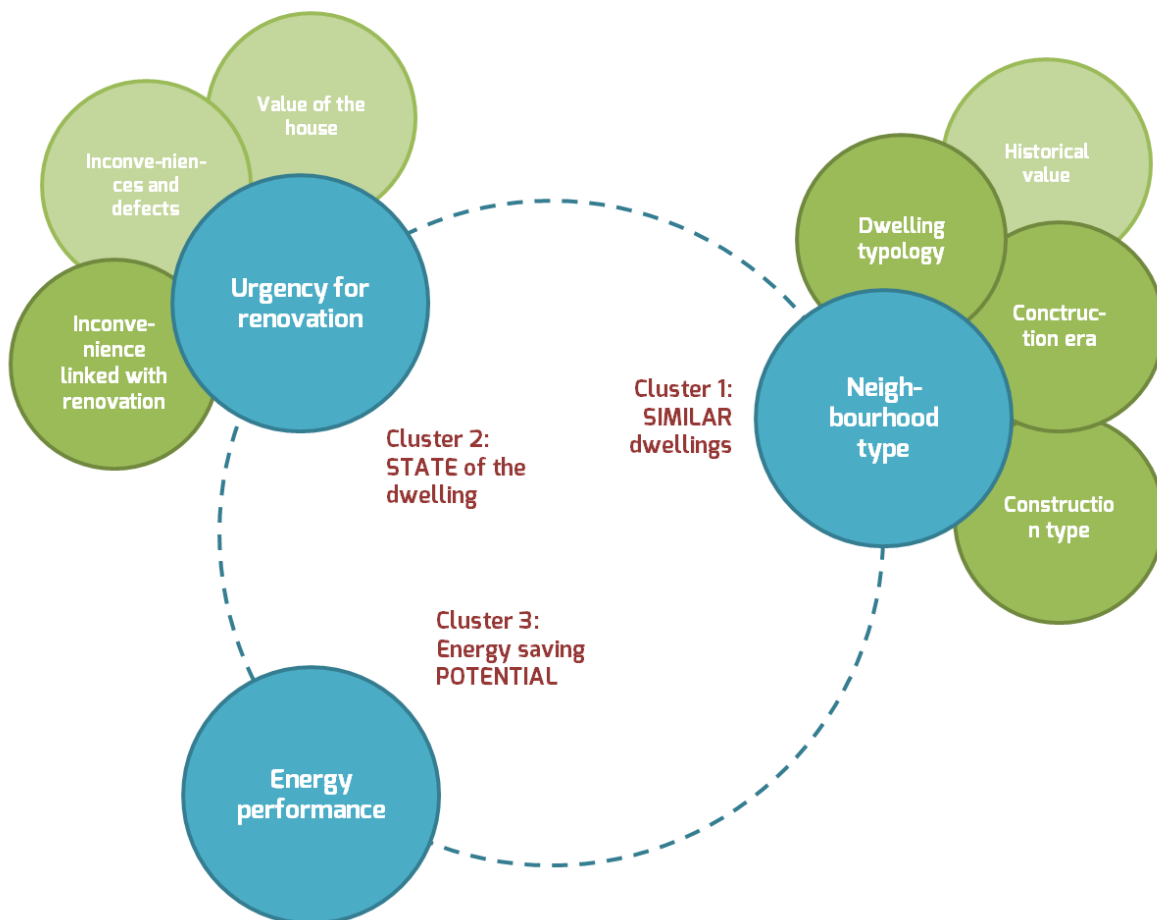 Value of the
house
Inconve-nien-
ces and
defects
Urgency for
renovation
Inconve-
nience
linked with
renovation
Historical
value
Dwelling
typology
Conctruc-
tion era
Neigh-
bourhood
type
Constructio
n type
Cluster 1:
SIMILAR
dwellings
Cluster 2:
STATE of the
dwelling
Cluster 3:
Energy saving
POTENTIAL
Energy
performance